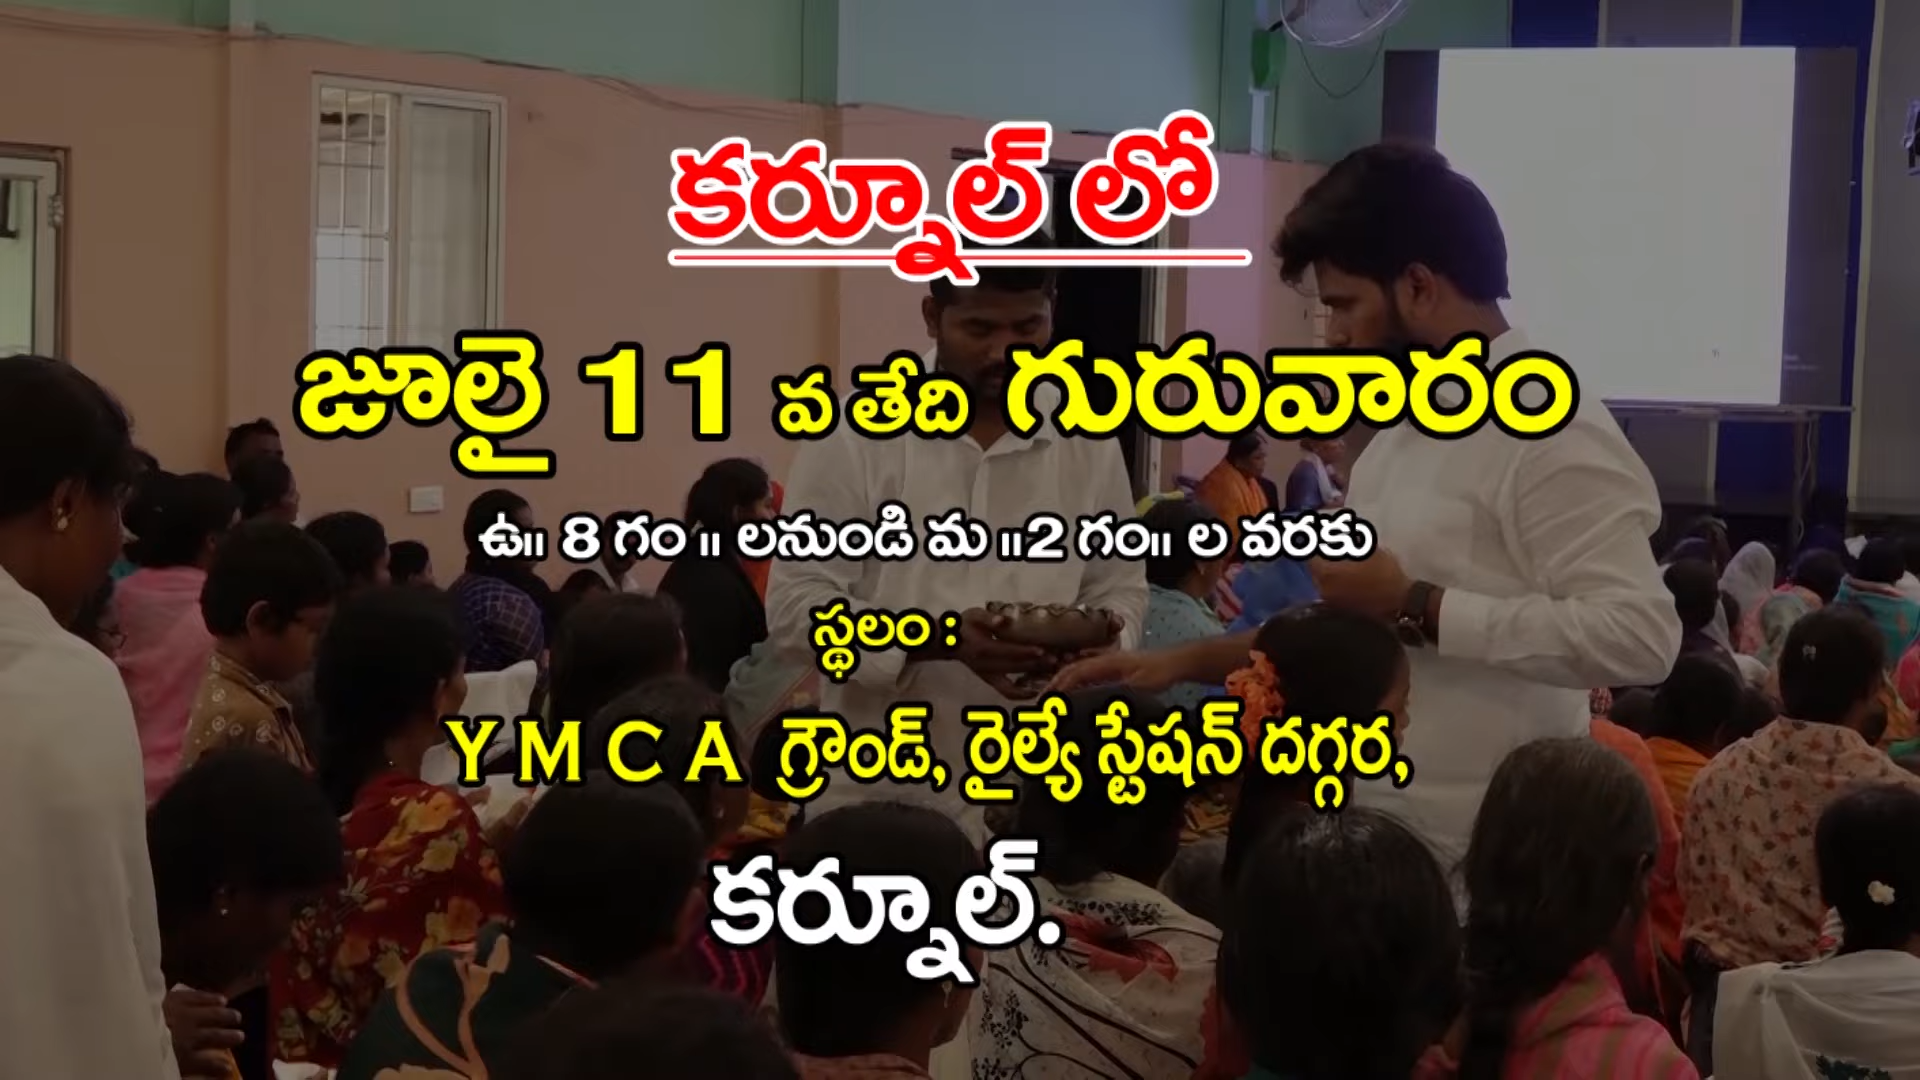 కర్నూల్ లో
జూలై 11 వ తేది గురువారం
ఉ॥ 8 గం ॥ లనుండి మ ॥2 గం॥ ల వరకు
స్థలం :
Y M C A గ్రౌండ్, రైల్యే స్టేషన్ దగ్గర,
కర్నూల్.